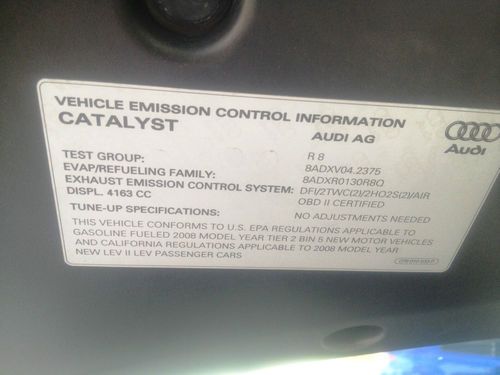 VEHICLE EMISSION CONTROL INFORMATION
CATALYST AUDI AG
Audi
R 8
TEST GROUP: 8ADXV04.2375
EVAP/REFUELING FAMILY: 8ADXR0130R8Q
EXHAUST EMISSION CONTROL SYSTEM: DFI/2TWC(2)/2HO2S(2)/AIR
DISPL. 4163 CC OBD II CERTIFIED
TUNE-UP SPECIFICATIONS: NO ADJUSTMENTS NEEDED
THIS VEHICLE CONFORMS TO U.S. EPA REGULATIONS APPLICABLE TO
GASOLINE FUELED 2008 MODEL YEAR TIER 2 BIN 5 NEW MOTOR VEHICLES
AND CALIFORNIA REGULATIONS APPLICABLE TO 2008 MODEL YEAR
NEW LEV II LEV PASSENGER CARS